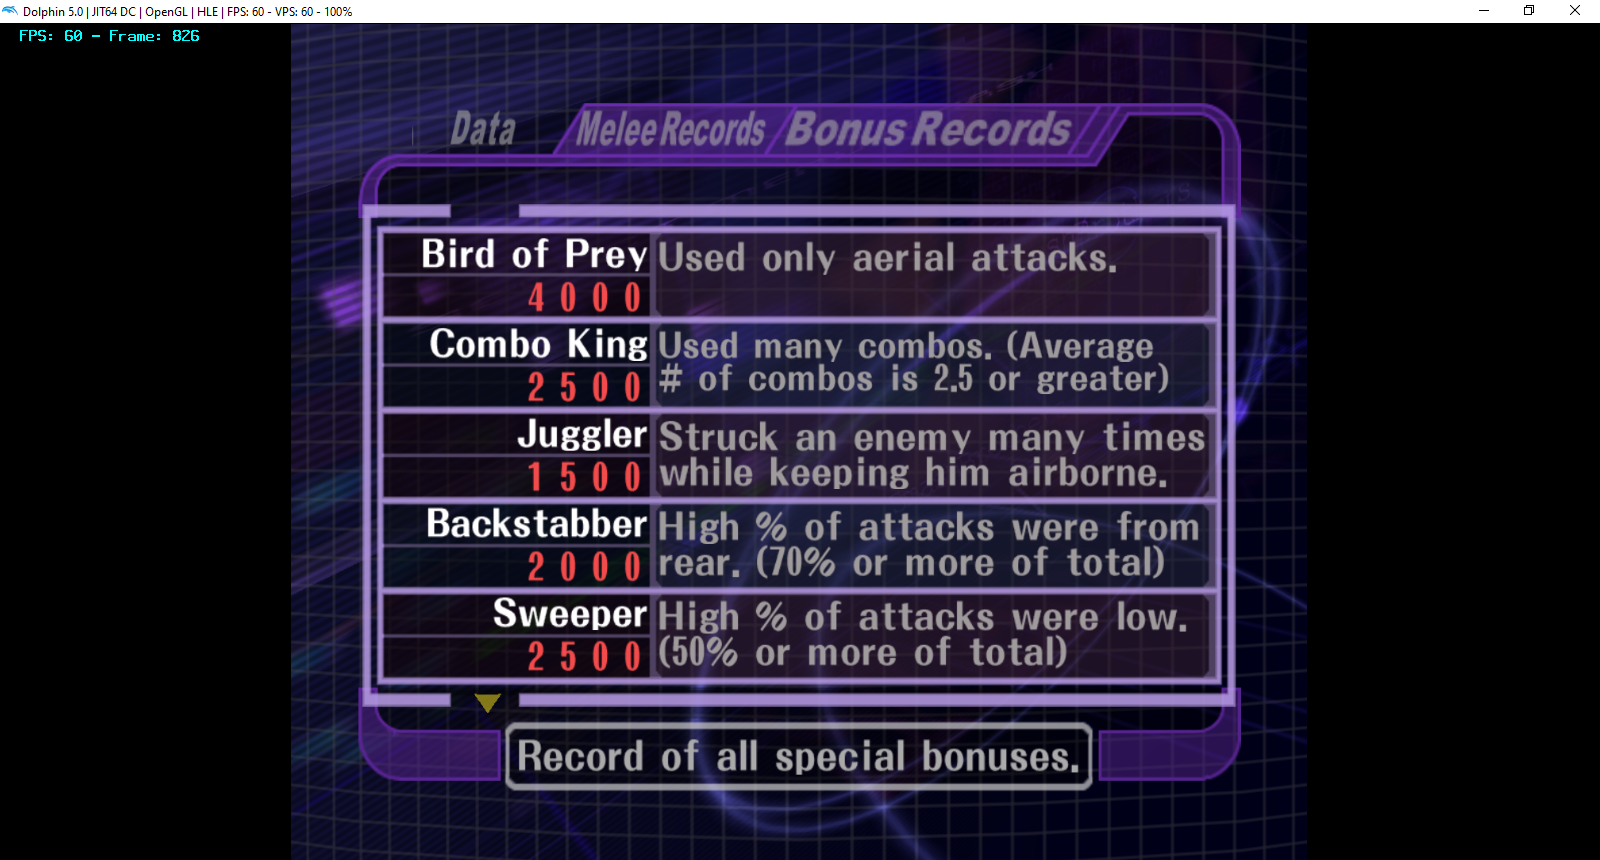 Dolphin 5.0 | JIT64 DC | OpenGL | HLE | FPS: 60 - VPS: 60 - 100%
FPS: 60 - Frame: 826
Data
Melee Records
Bonus Records
Bird of Prey
4000
Used only aerial attacks.
Combo King
2500
Used many combos. (Average
# of combos is 2.5 or greater)
Juggler
1500
Struck an enemy many times
while keeping him airborne.
Backstabber
2000
High % of attacks were from
rear. (70% or more of total)
Sweeper
2500
High % of attacks were low.
(50% or more of total)
Record of all special bonuses.